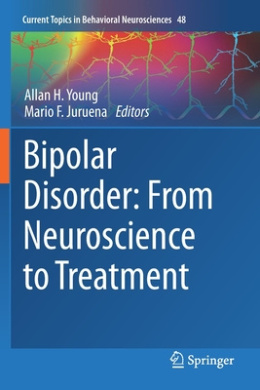 Current Topics in Behavioral Neurosciences 48
Allan H. Young
Mario F. Juruena Editors
Bipolar
Disorder: From
Neuroscience
to Treatment
Springer